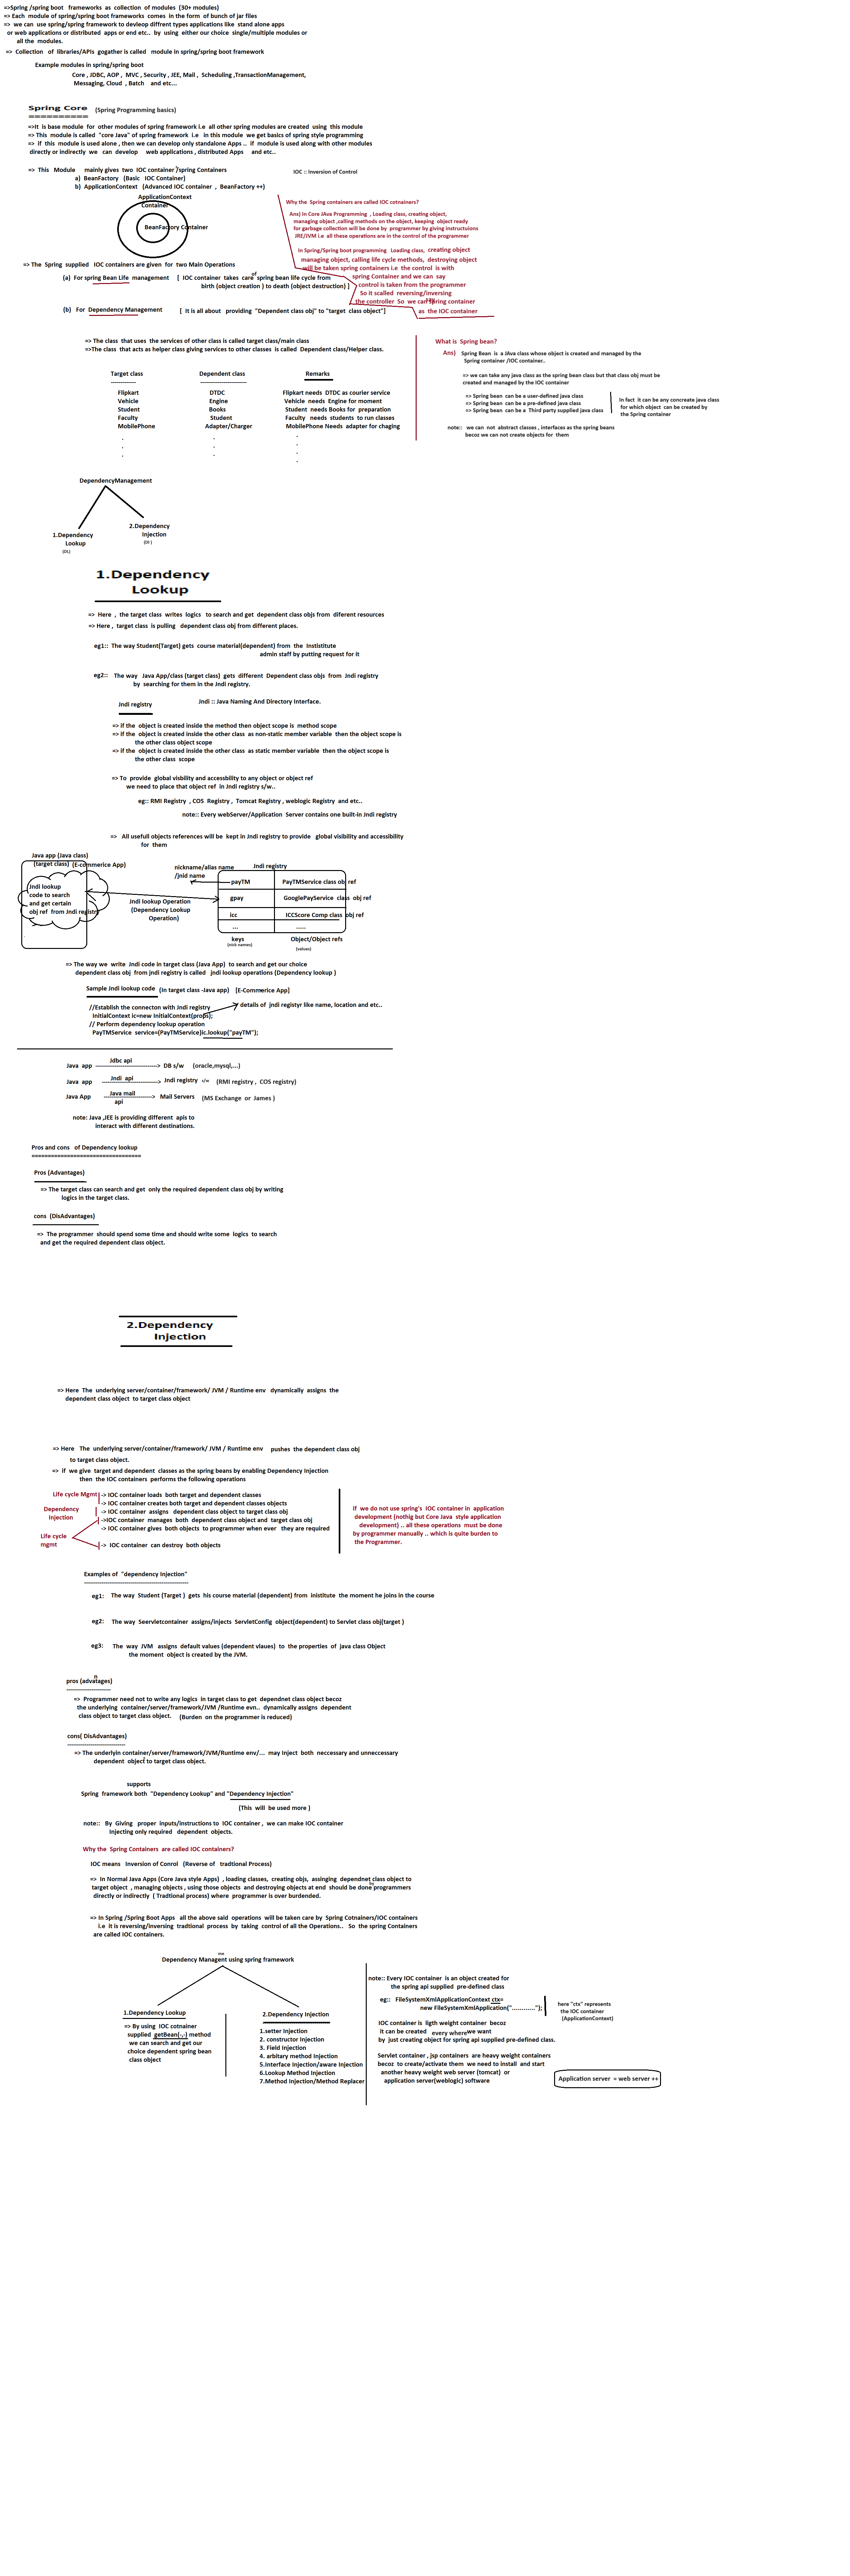 =>Spring /spring boot frameworks as collection of modules (30+ modules)
=> Each module of spring/spring boot frameworks comes in the form of bunch of jar files
=> we can use spring/spring framework to devleop diffrent types applications like stand alone apps
or web applications or distributed apps or end etc.. by using either our choice single/multiple modules or
all the modules.
=> Collection of libraries/APIs gogather is called module in spring/spring boot framework
Example modules in spring/spring boot
Core , JDBC, AOP , MVC , Security , JEE, Mail , Scheduling ,TransactionManagement,
Messaging, Cloud , Batch and etc...
Spring Core (Spring Programming basics)
==========
=>It is base module for other modules of spring framework i.e all other spring modules are created using this module
=> This module is called "core Java" of spring framework i.e in this module we get basics of spring style programming
=> if this module is used alone , then we can develop only standalone Apps .. if module is used along with other modules
directly or indirectly we can develop web applications , distributed Apps and etc..
=> This Module mainly gives two IOC container /spring Containers
IOC :: Inversion of Control
a) BeanFactory (Basic IOC Container)
b) ApplicationContext (Advanced IOC container , BeanFactory ++)
ApplicationContext
Container
BeanFactory Container
Why the Spring containers are called IOC cotnainers?
Ans) In Core JAve Programming , Loading class, creating object,
managing object ,calling methods on the object, keeping object ready
for garbage collection will be done by programmer by giving instructuions
JRE/JVM i.e all these operations are in the control of the programmer
In Spring/Spring boot programming Loading class, creating object
managing object, calling life cycle methods, destroying object
will be taken spring containers i.e the control is with
spring Container and we can say
control is taken from the programmer
So it scalled reversing/inversing
the controller So we can spring container
say
as the IOC container
=> The Spring supplied IOC containers are given for two Main Operations
(a) For spring Bean Life management [ IOC container takes care spring bean life cycle from
of
birth (object creation ) to death (object destruction) ]
(b) For Dependency Management [ It is all about providing "Dependent class obj" to "target class object"]
=> The class that uses the services of other class is called target class/main class
=>The class that acts as helper class giving services to other classes is called Dependent class/Helper class.
Target class Dependent class Remarks
------------- -----------------------
Flipkart DTDC Flipkart needs DTDC as courier service
Vehicle Engine Vehicle needs Engine for moment
Student Books Student needs Books for preparation
Faculty Student Faculty needs students to run classes
MobilePhone Adapter/Charger MobilePhone Needs adapter for chaging
. . .
. . .
. . .
.
What is Spring bean?
Ans) Spring Bean is a JAva class whose object is created and managed by the
Spring container /IOC container..
=> we can take any java class as the spring bean class but that class obj must be
created and managed by the IOC container
=> Spring Bean can be a user-defined java class
=> Spring Bean can be a pre-defined java class
=> Spring bean can be a Third party supplied java class
In fact it can be any concreate java class
for which object can be created by
the Spring container
note:: we can not abstract classes , interfaces as the spring beans
becoz we can not create objects for them
DependencyManagement
1.Dependency
Lookup
(DL)
2.Dependency
Injection
(DI )
1.Dependency
Lookup
=> Here , the target class writes logics to search and get dependent class objs from diferent resources
=> Here , target class is pulling dependent class obj from different places.
eg1:: The way Student(Target) gets course material(dependent) from the Instistitute
admin staff by putting request for it
eg2:: The way Java App/class (target class) gets different Dependent class objs from Jndi registry
by searching for them in the Jndi registry.
Jndi registry
Jndi :: Java Naming And Directory Interface.
=> if the object is created inside the method then object scope is method scope
=> if the object is created inside the other class as non-static member variable then the object scope is
the other class object scope
=> if the object is created inside the other class as static member variable then the object scope is
the other class scope
=> To provide global visbility and accessbility to any object or object ref
we need to place that object ref in Jndi registry s/w..
eg:: RMI Registry , COS Registry , Tomcat Registry , weblogic Registry and etc..
note:: Every webServer/Application Server contains one built-in Jndi registry
=> All usefull objects references will be kept in Jndi registry to provide global visibility and accessibility
for them
Java app (Java class)
(target class) (E-commerice App)
Jndi lookup
code to search
and get certain
obj ref from Jndi registry
Jndi lookup Operation
(Dependency Lookup
Operation)
nickname/alias name
/jnid name
Jndi registry
payTM PayTMService class obj ref
gpay GooglePayService class obj ref
icc ICCScore Comp class obj ref
... ......
keys Object/Object refs
(nick names) (values)
=> The way we write Jndi code in target class (Java App) to search and get our choice
dependent class obj from jndi registry is called jndi lookup operations (Dependency lookup )
Sample Jndi lookup code (In target class -Java app) [E-Commerice App]
//Establish the connecton with Jndi registry
details of jndi registyr like name, location and etc..
InitialContext ic=new InitialContext(props);
// Perform dependency lookup operation
PayTMService service=(PayTMService)ic.lookup("payTM");
Jdbc api
Java app ------------------------------> DB s/w (oracle,mysql,...)
Jndi api
Java app ---------------------------> Jndi registry </= (RMI registry , COS registry)
Java mail
Java App ------------------------> Mail Servers (MS Exchange or James )
api
note: Java ,JEE is providing different apis to
interact with different destinations.
Pros and cons of Dependency lookup
==================================
Pros (Advantages)
=> The target class can search and get only the required dependent class obj by writing
logics in the target class.
cons (DisAdvantages)
=> The programmer should spend some time and should write some logics to search
and get the required dependent class object.
2.Dependency
Injection
=> Here The underlying server/container/framework/ JVM / Runtime env dynamically assigns the
dependent class object to target class object
=> Here The underlying server/container/framework/ JVM / Runtime env pushes the dependent class obj
to target class object.
=> if we give target and dependent classes as the spring beans by enabling Dependency Injection
then the IOC containers performs the following operations
Life cycle Mgmt
Dependency
Injection
Life cycle
mgmt
-> IOC container loads both target and dependent classes
-> IOC container creates both target and dependent classes objects
-> IOC container assigns dependent class object to target class obj
->IOC container manages both dependent class object and target class obj
-> IOC container gives both objects to programmer when ever they are required
-> IOC container can destroy both objects
If we do not use spring's IOC container in application
development (nothig but Core Java style application
development) .. all these operations must be done
by programmer manually .. which is quite burden to
the Programmer.
Examples of "dependency Injection"
----------------------------------------------------
eg1: The way Student (Target ) gets his course material (dependent) from inistitute the moment he joins in the course
eg2: The way Seervletcontainer assigns/injects ServletConfig object(dependent) to Servlet class obj(target )
eg3: The way JVM assigns default values (dependent vlaues) to the properties of java class Object
the moment object is created by the JVM.
n
pros (advatages)
----------------------
=> Programmer need not to write any logics in target class to get dependnet class object becoz
the underlying container/server/framework/JVM /Runtime evn.. dynamically assigns dependent
class object to target class object. (Burden on the programmer is reduced)
cons( DisAdvantages)
-----------------------------
=> The underlyin container/server/framework/JVM/Runtime env/... may Inject both neccessary and unneccessary
dependent object to target class object.
supports
Spring framework both "Dependency Lookup" and "Dependency Injection"
(This will be used more )
note:: By Giving proper inputs/instructions to IOC container , we can make IOC container
Injecting only required dependent objects.
Why the Spring Containers are called IOC containers?
IOC means Inversion of Conrol (Reverse of tradtional Process)
=> In Normal Java Apps (Core Java style Apps) , loading classes, creating objs, assinging dependnet class object to
target object , managing objects , using those objects and destroying objects at end should be done programmers
by
directly or indirectly ( Tradtional process) where programmer is over burdended.
=> In Spring /Spring Boot Apps all the above said operations will be taken care by Spring Cotnainers/IOC containers
i.e it is reversing/inversing tradtional process by taking control of all the Operations.. So the spring Containers
are called IOC containers.
me
Dependency Managent using spring framework
1.Dependency Lookup
=> By using IOC cotnainer
supplied getBean(-,-) method
we can search and get our
choice dependent spring bean
class object
2.Dependency Injection
1.setter Injection
2. constructor Injection
3. Field Injection
4. arbitary method Injection
5.Interface Injection/aware Injection
6.Lookup Method Injection
7.Method Injection/Method Replacer
note:: Every IOC container is an object created for
the spring api supplied pre-defined class
eg:: FileSystemXmlApplicationContext ctx=
new FileSystemXmlApplication("............");
here "ctx" represents
the IOC container
(ApplicationContext)
IOC container is ligth weight container becoz
it can be created every where we want
by just creating object for spring api supplied pre-defined class.
Servlet container , jsp containers are heavy weight containers
becoz to create/activate them we need to install and start
another heavy weight web server (tomcat) or
application server(weblogic) software
Application server = web server ++